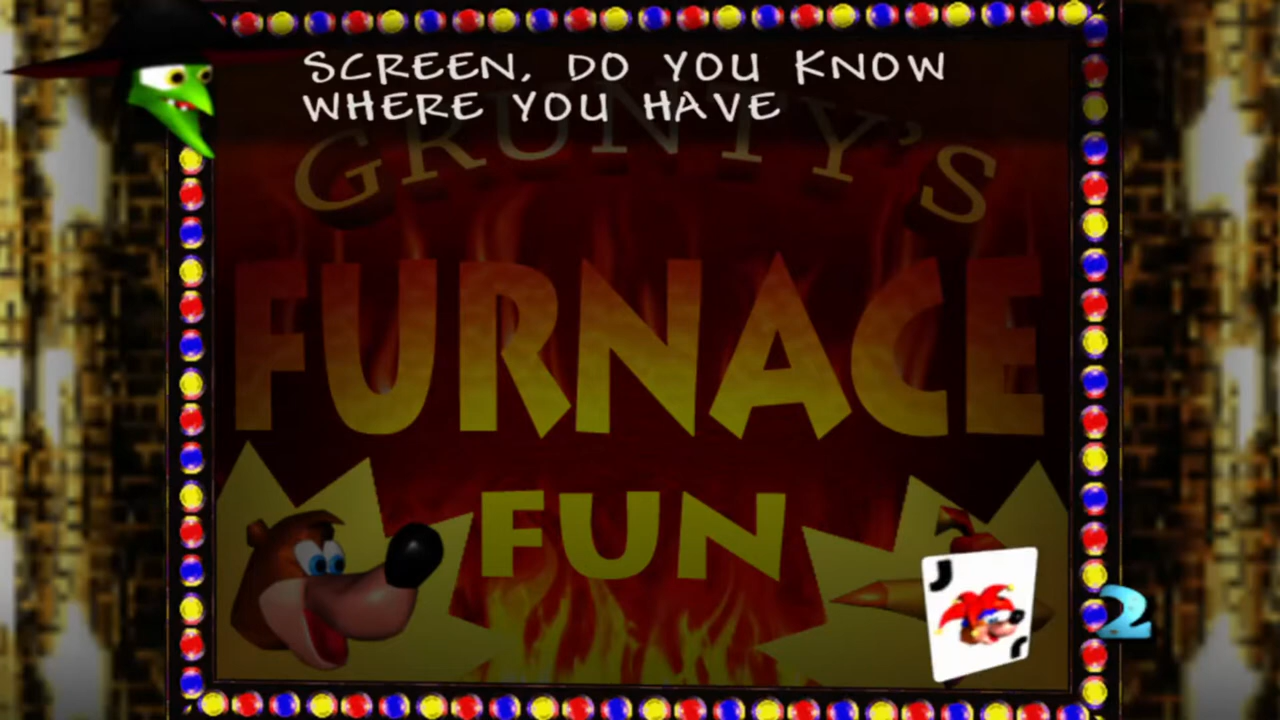 SCREEN, DO YOU KNOW
WHERE YOU HAVE
GRUNTY'S
FURNACE
FUN
J
2
J